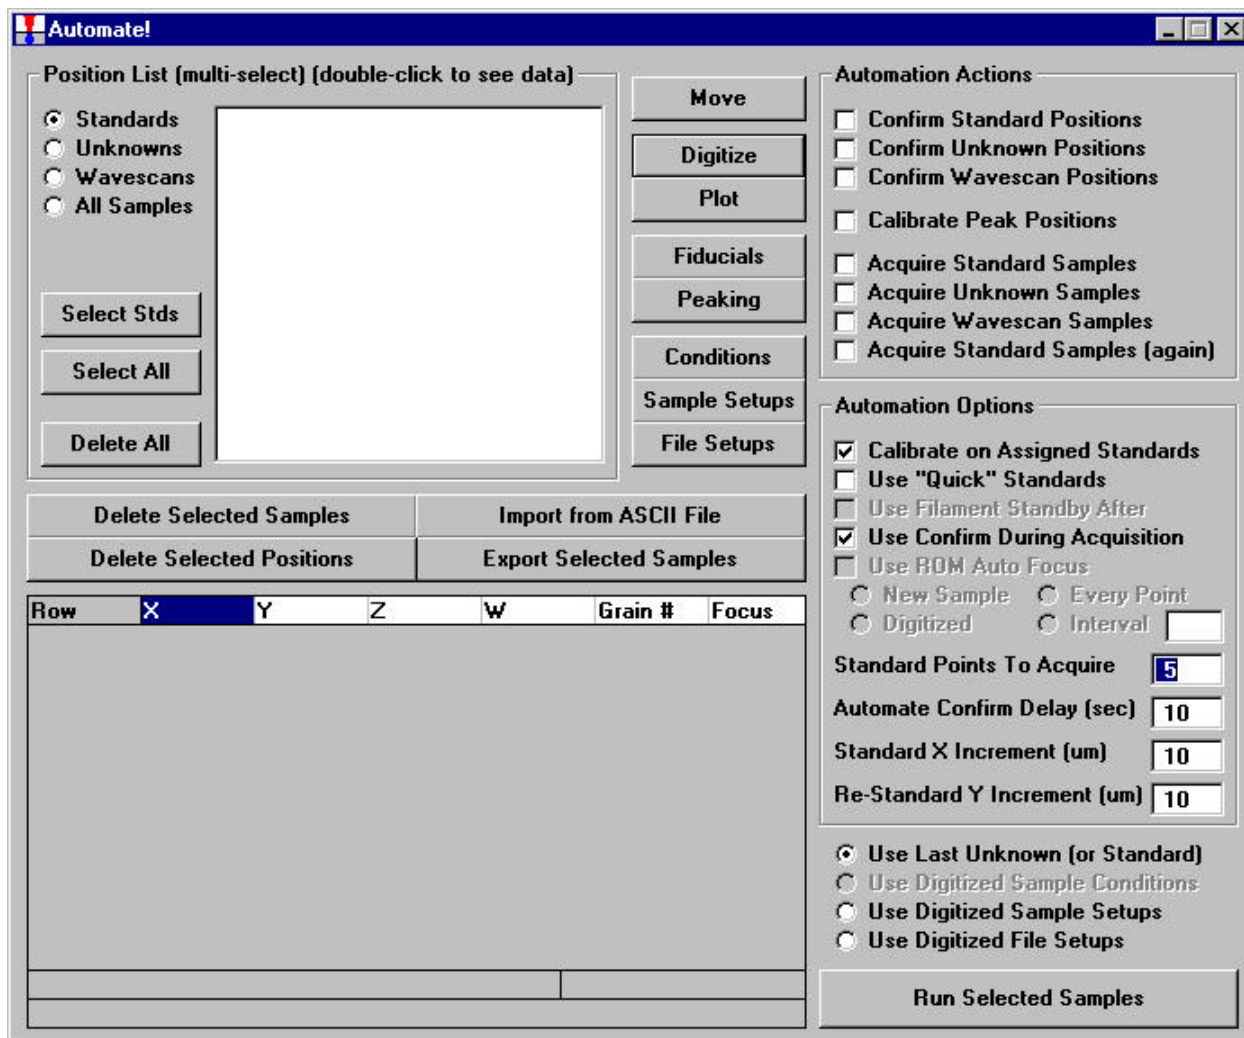 Automate!
Position List (multi-select) (double-click to see data)
Standards
Unknowns
Wavescans
All Samples
Select Stds
Select All
Delete All
Move
Digitize
Plot
Fiducials
Peaking
Conditions
Sample Setups
File Setups
Delete Selected Samples
Import from ASCII File
Delete Selected Positions
Export Selected Samples
Row X Y Z W Grain # Focus
Automation Actions
Confirm Standard Positions
Confirm Unknown Positions
Confirm Wavescan Positions
Calibrate Peak Positions
Acquire Standard Samples
Acquire Unknown Samples
Acquire Wavescan Samples
Acquire Standard Samples (again)
Automation Options
Calibrate on Assigned Standards
Use "Quick" Standards
Use Filament Standby After
Use Confirm During Acquisition
Use ROM Auto Focus
New Sample Every Point
Digitized Interval
Standard Points To Acquire 5
Automate Confirm Delay (sec) 10
Standard X Increment (um) 10
Re-Standard Y Increment (um) 10
Use Last Unknown (or Standard)
Use Digitized Sample Conditions
Use Digitized Sample Setups
Use Digitized File Setups
Run Selected Samples